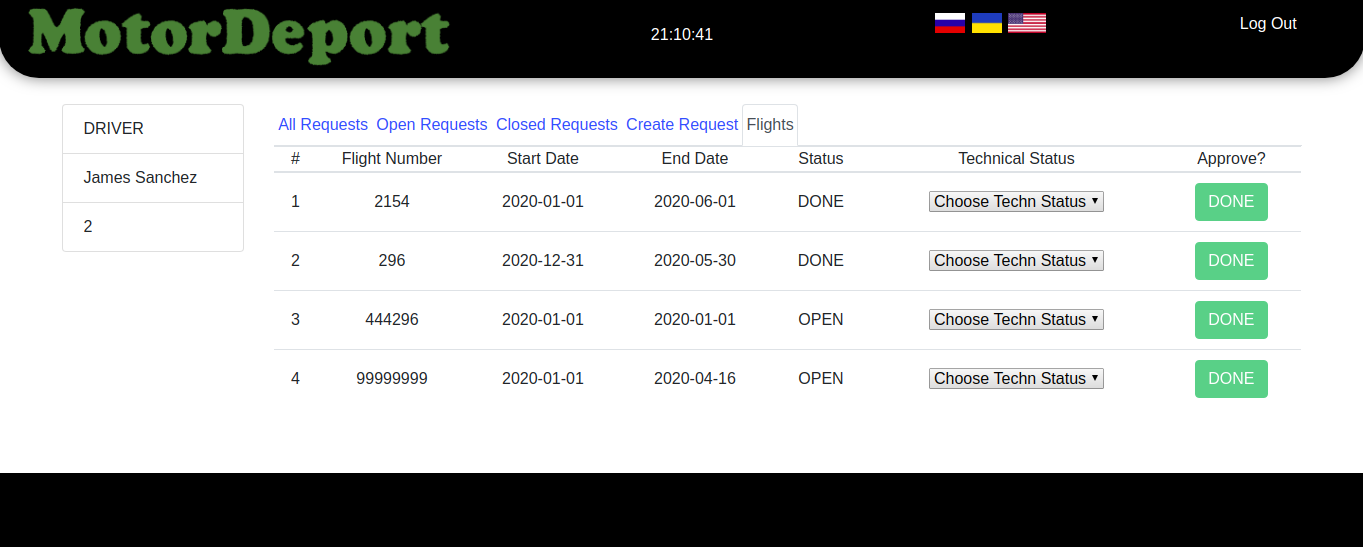 MotorDeport
21:10:41
Log Out
DRIVER
James Sanchez
2
All Requests Open Requests Closed Requests Create Request Flights
# Flight Number Start Date End Date Status Technical Status Approve?
1 2154 2020-01-01 2020-06-01 DONE Choose Techn Status DONE
2 296 2020-12-31 2020-05-30 DONE Choose Techn Status DONE
3 444296 2020-01-01 2020-01-01 OPEN Choose Techn Status DONE
4 99999999 2020-01-01 2020-04-16 OPEN Choose Techn Status DONE